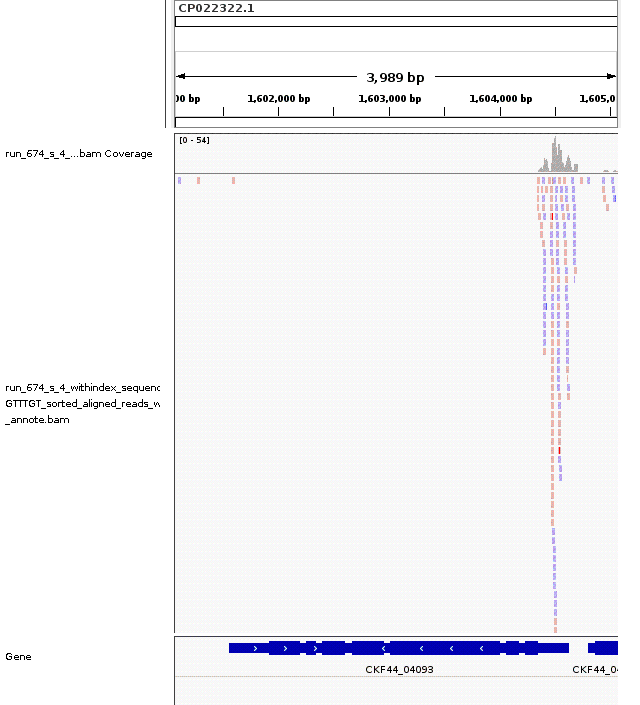 CP022322.1
3,989 bp
00 bp
1,602,000 bp
1,603,000 bp
1,604,000 bp
1,605,0
[0 - 54]
run_674_s_4_...bam Coverage
run_674_s_4_withindex_sequenc
GTTTGT_sorted_aligned_reads_w
_annote.bam
Gene
CKF44_04093
CKF44_04